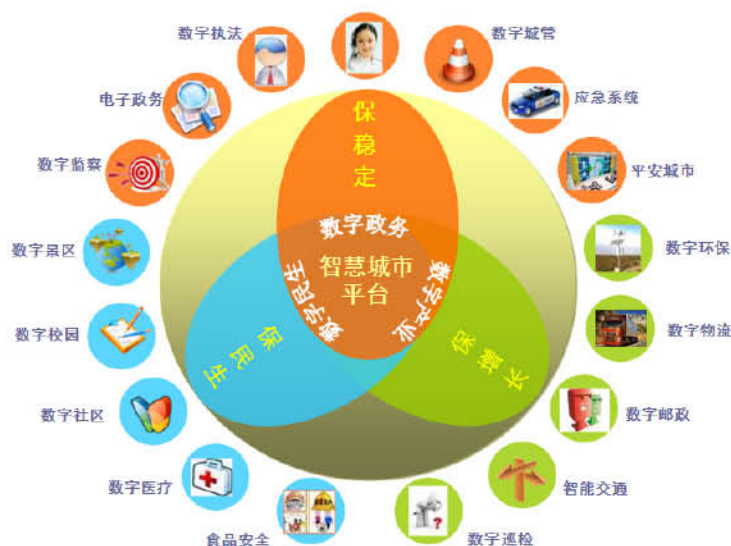 数字执法
数字城管
电子政务
应急系统
数字监察
平安城市
数字景区
数字环保
数字校园
数字物流
数字社区
数字邮政
数字医疗
智能交通
食品安全
数字巡检
保稳定
数字政务
智慧城市
平台
数字民生
数字产业
保民生
保增长